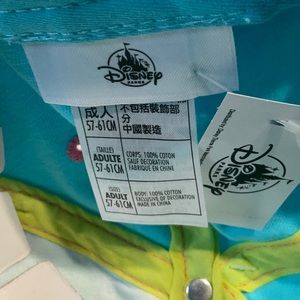 Disney
PARKS
成人
57-61CM
不包括裝飾部
分
中國製造
(TAILLE)
ADULTE
57-61CM
CORPS: 100% COTON
SAUF DÉCORATION
FABRIQUÉ EN CHINE
(SIZE)
ADULT
57-61CM
BODY: 100% COTTON
EXCLUSIVE OF DECORATION
MADE IN CHINA
Disney
PARKS